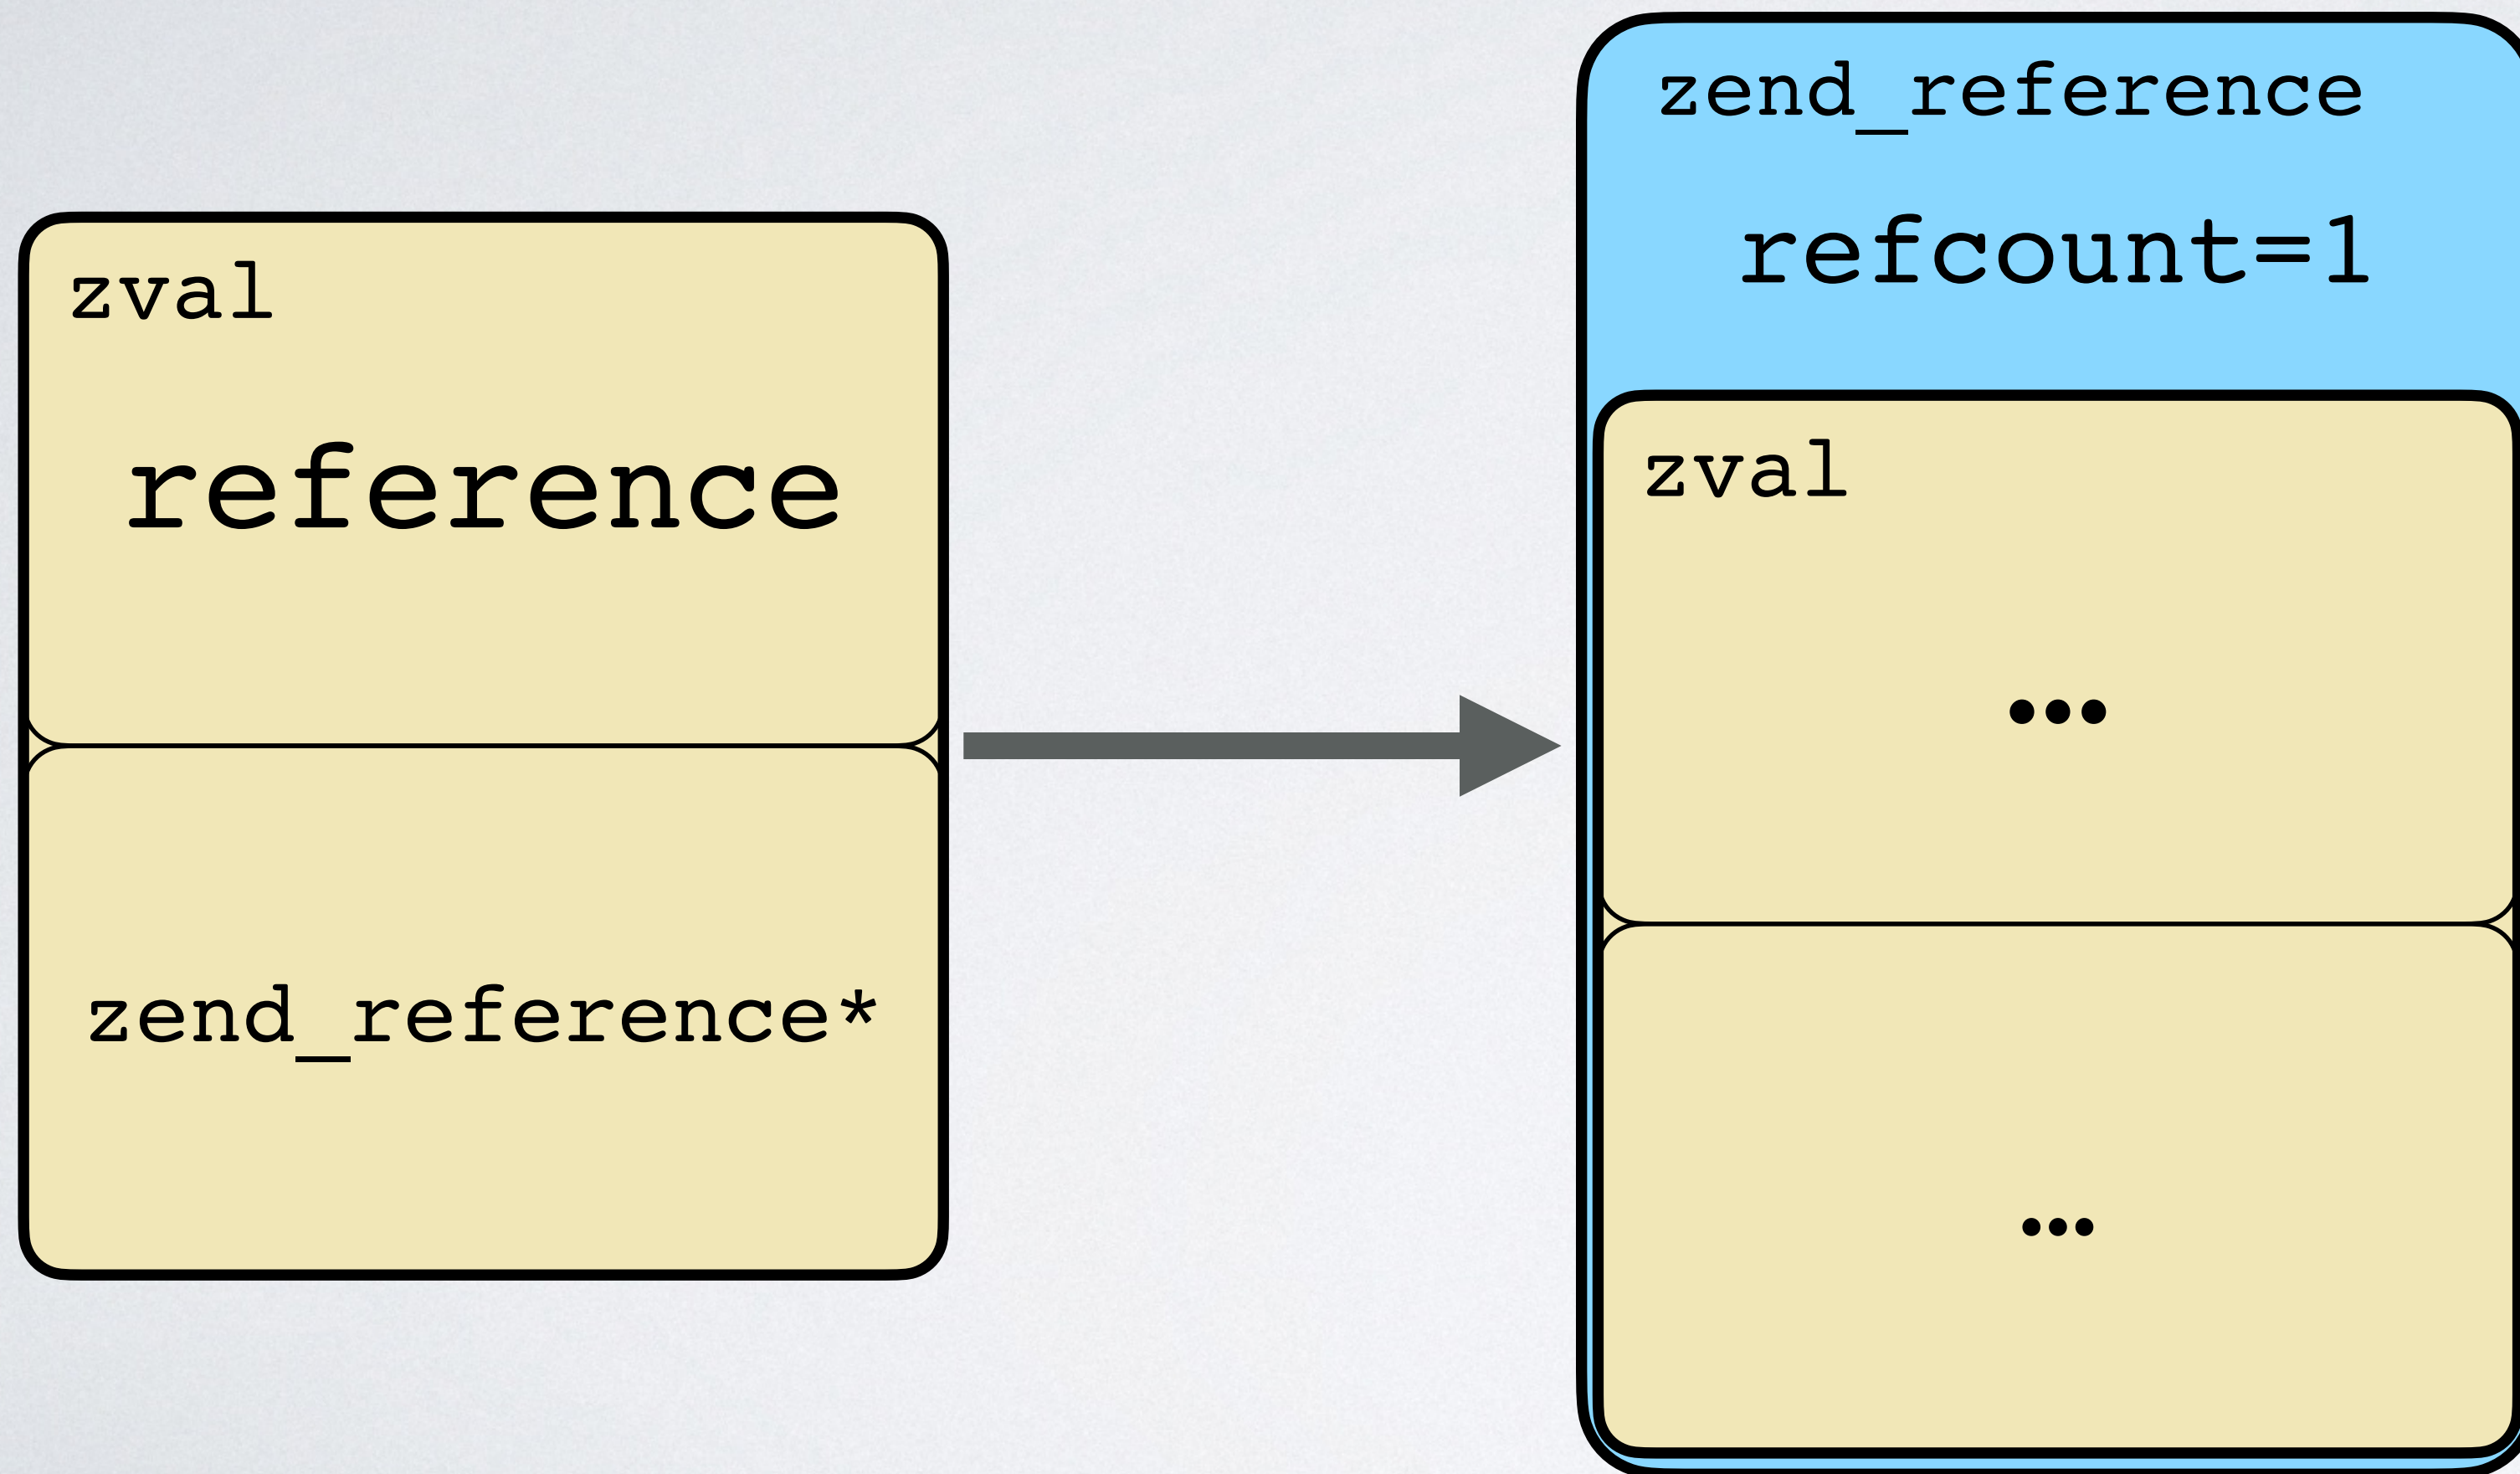 zval
reference
zend_reference*
zend_reference
refcount=1
zval
...
...